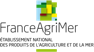 FranceAgriMer
ÉTABLISSEMENT NATIONAL
DES PRODUITS DE L'AGRICULTURE ET DE LA MER